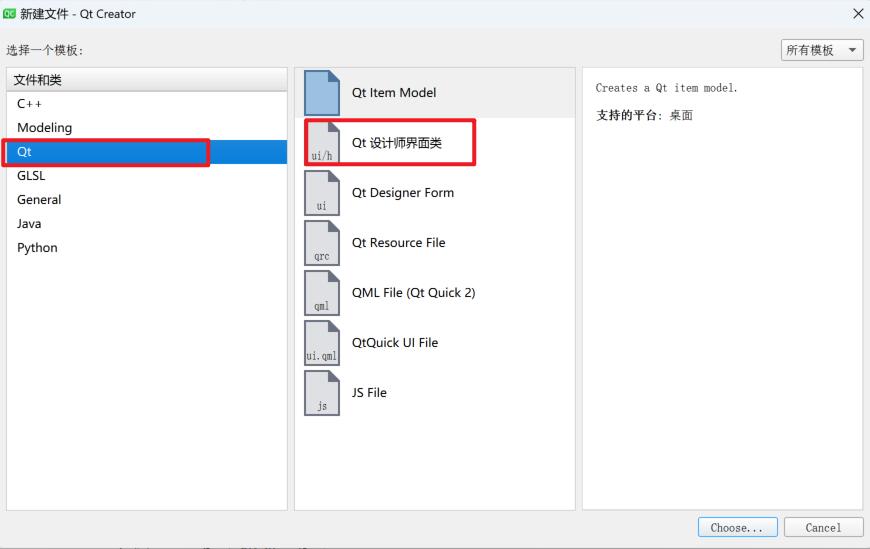 QC 新建文件 - Qt Creator
选择一个模板:
所有模板
文件和类
C++
Modeling
Qt
GLSL
General
Java
Python
Qt Item Model
ui/h Qt 设计师界面类
ui Qt Designer Form
qrc Qt Resource File
qml QML File (Qt Quick 2)
ui.qml QtQuick UI File
js JS File
Creates a Qt item model.
支持的平台: 桌面
Choose...
Cancel